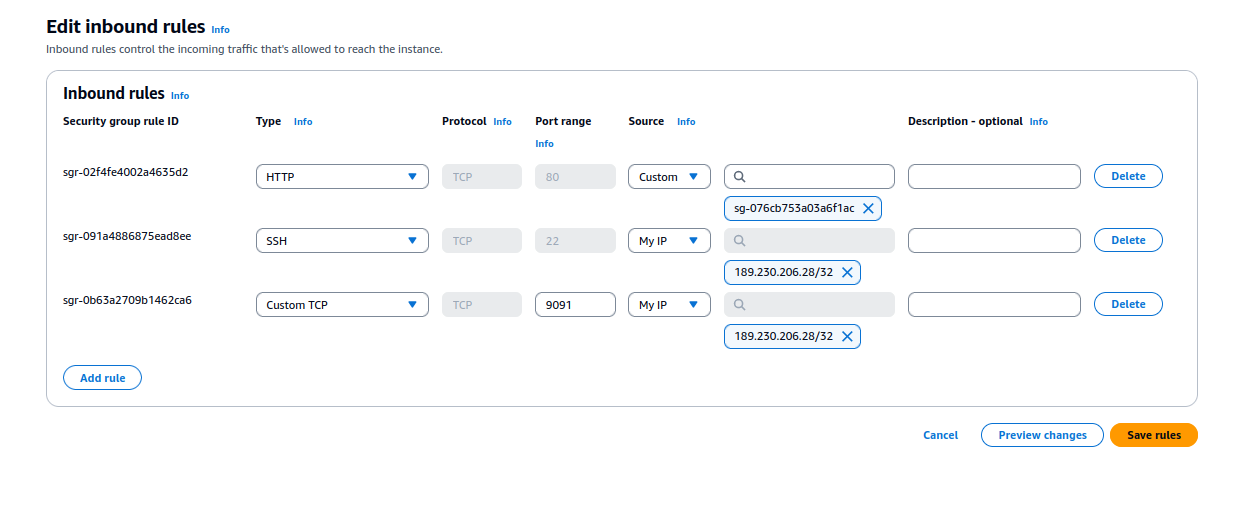 Edit inbound rules Info
Inbound rules control the incoming traffic that's allowed to reach the instance.
Inbound rules Info
Security group rule ID Type Info Protocol Info Port range Info Source Info Description - optional Info
sgr-02f4fe4002a4635d2 HTTP TCP 80 Custom Delete
sg-076cb753a03a6f1ac
sgr-091a4886875ead8ee SSH TCP 22 My IP Delete
189.230.206.28/32
sgr-0b63a2709b1462ca6 Custom TCP TCP 9091 My IP Delete
189.230.206.28/32
Add rule
Cancel Preview changes Save rules